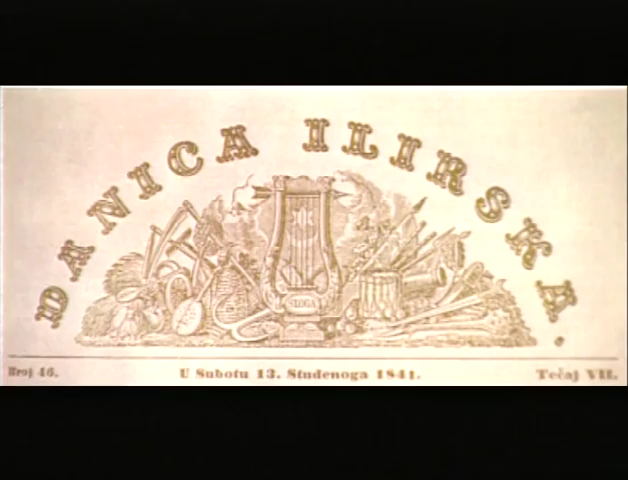 DANICA ILIRSKA.
SLOGA
Broj 46.
U Subotu 13. Studenoga 1841.
Tečaj VII.